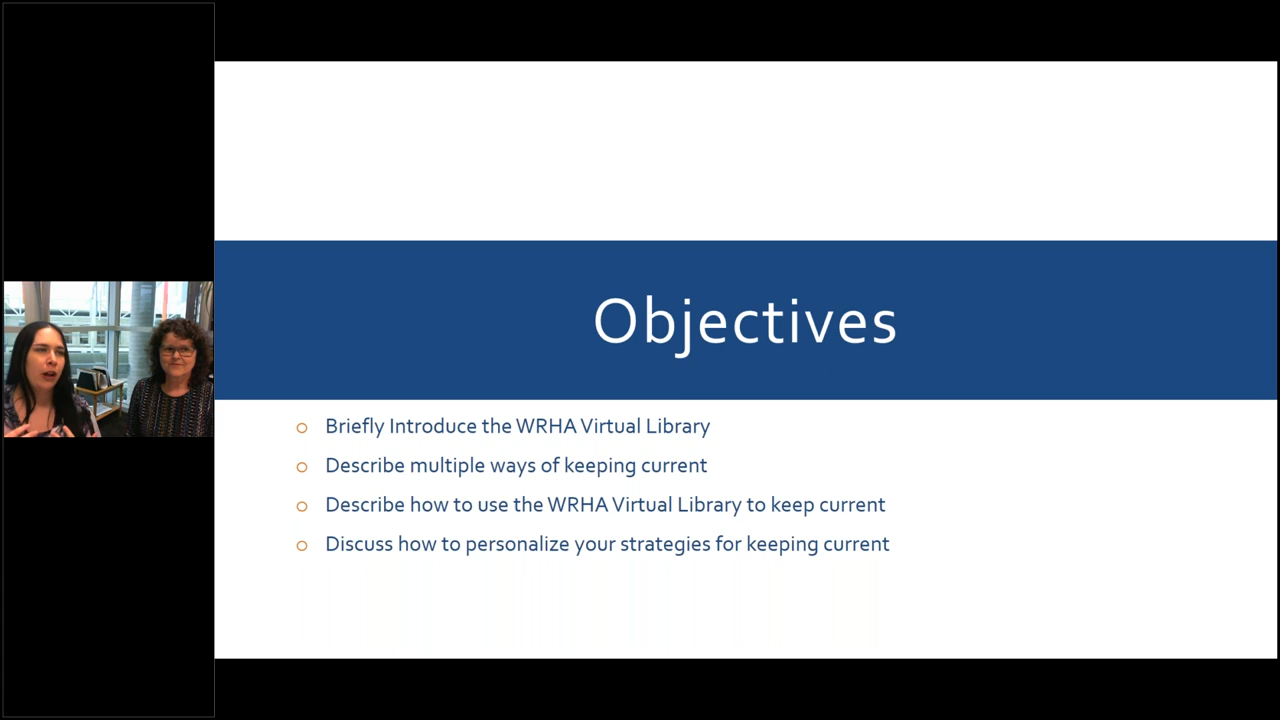 Objectives
Briefly Introduce the WRHA Virtual Library
Describe multiple ways of keeping current
Describe how to use the WRHA Virtual Library to keep current
Discuss how to personalize your strategies for keeping current